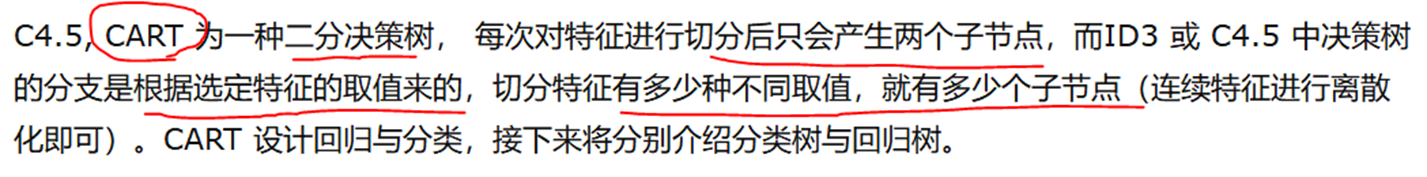 C4.5, CART 为一种二分决策树， 每次对特征进行切分后只会产生两个子节点，而ID3 或 C4.5 中决策树
的分支是根据选定特征的取值来的，切分特征有多少种不同取值，就有多少个子节点（连续特征进行离散
化即可）。CART 设计回归与分类，接下来将分别介绍分类树与回归树。